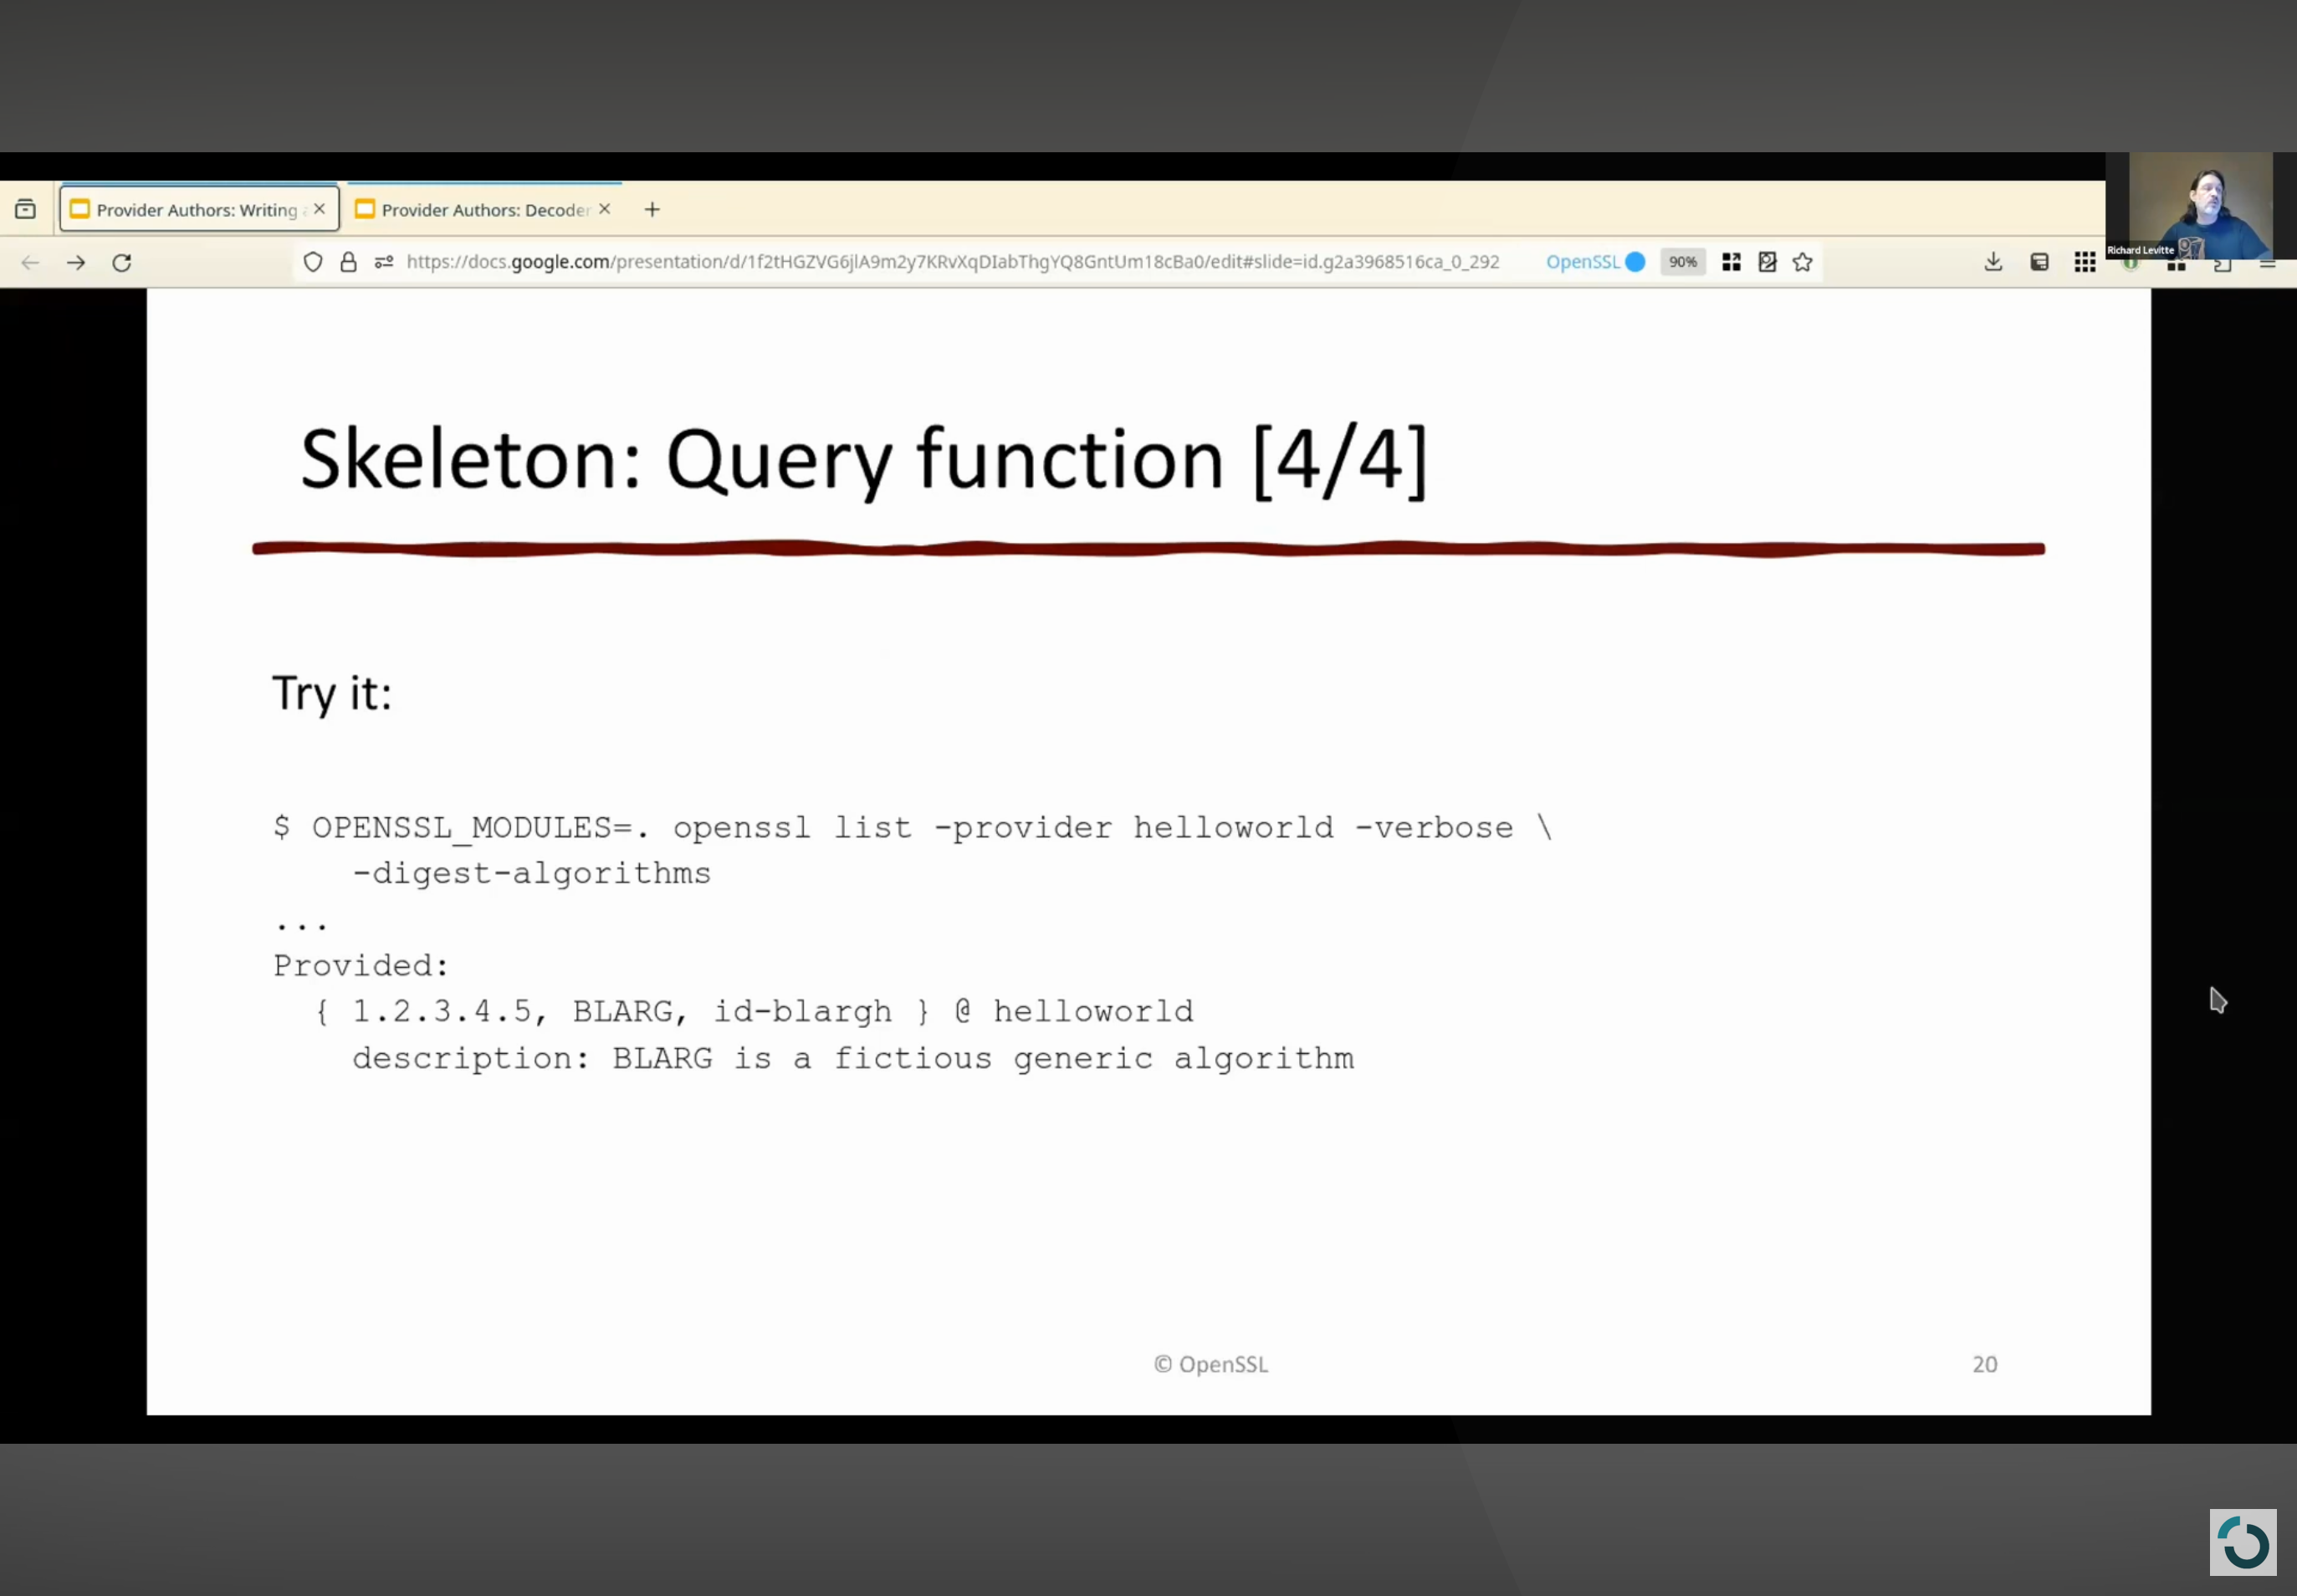 Provider Authors: Writing
Provider Authors: Decoder
Richard Levitte
https://docs.google.com/presentation/d/1f2tHGZVG6jlA9m2y7KRvXqDIabThgYQ8GntUm18cBa0/edit#slide=id.g2a3968516ca_0_292
OpenSSL
90%
Skeleton: Query function [4/4]
Try it:
$ OPENSSL_MODULES=. openssl list -provider helloworld -verbose \
-digest-algorithms
...
Provided:
{ 1.2.3.4.5, BLARG, id-blargh } @ helloworld
description: BLARG is a fictious generic algorithm
© OpenSSL
20